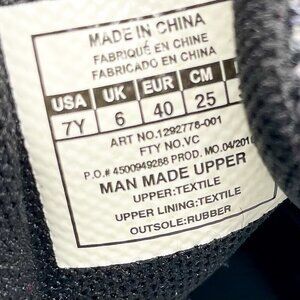 MADE IN CHINA
FABRIQUÉ EN CHINE
FABRICADO EN CHINA
USA UK EUR CM
7Y 6 40 25
ART NO.1292778-001
FTY NO.VC
P.O.# 4500949288 PROD. MO.04/201
MAN MADE UPPER
UPPER:TEXTILE
UPPER LINING:TEXTILE
OUTSOLE:RUBBER